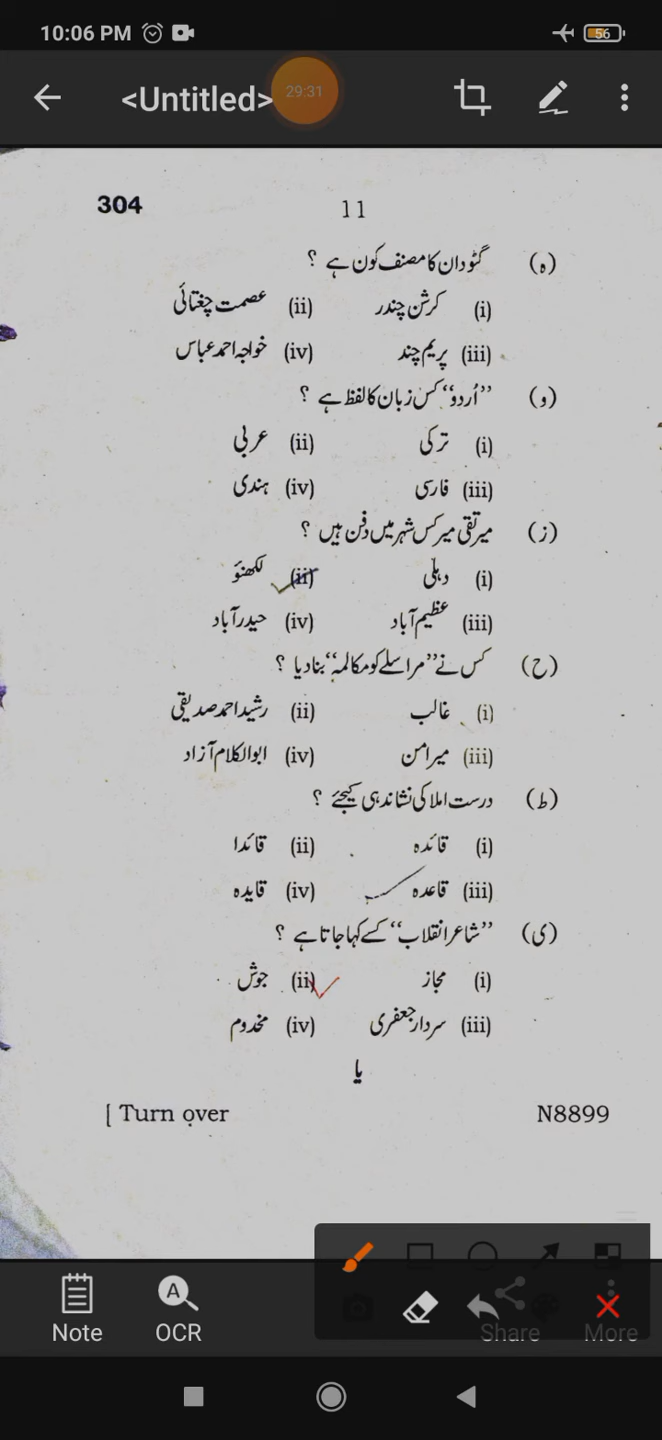 10:06 PM
56
<Untitled>
29:31
304
11
(ہ) گئودان کا مصنف کون ہے ؟
(i) کرشن چندر (ii) عصمت چغتائی
(iii) پریم چند (iv) خواجہ احمد عباس
(و) ’’اُردو‘‘ کس زبان کا لفظ ہے ؟
(i) ترکی (ii) عربی
(iii) فارسی (iv) ہندی
(ز) میر تقی میر کس شہر میں دفن ہیں ؟
(i) دہلی (ii) لکھنؤ
(iii) عظیم آباد (iv) حیدر آباد
(ح) کس نے ’’مراسلے کو مکالمہ‘‘ بنا دیا ؟
(i) غالب (ii) رشید احمد صدیقی
(iii) میر امن (iv) ابوالکلام آزاد
(ط) درست املا کی نشاندہی کیجئے ؟
(i) قائدہ (ii) قائدا
(iii) قاعدہ (iv) قایدہ
(ی) ’’شاعر انقلاب‘‘ کسے کہا جاتا ہے ؟
(i) مجاز (ii) جوش
(iii) سردار جعفری (iv) مخدوم
یا
[ Turn over
N8899
Note
OCR
Share
More